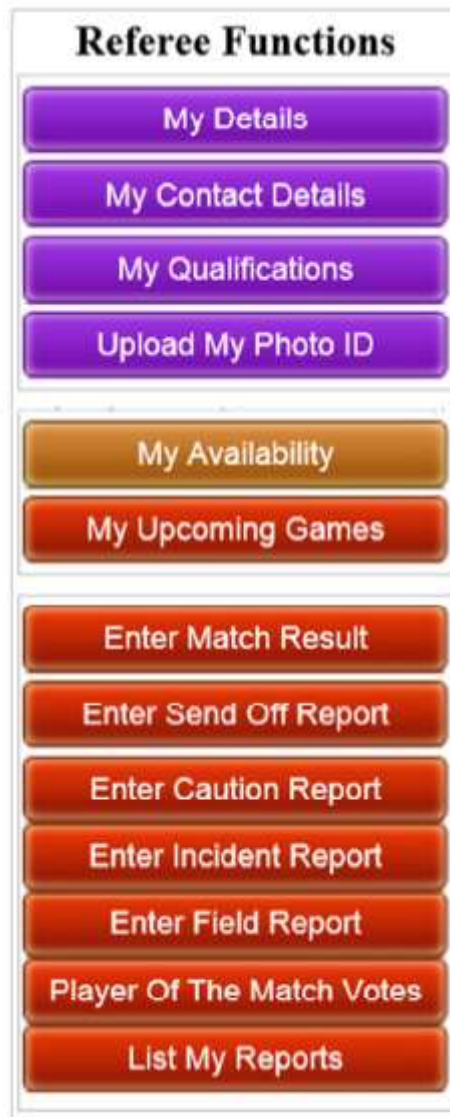 Referee Functions
My Details
My Contact Details
My Qualifications
Upload My Photo ID
My Availability
My Upcoming Games
Enter Match Result
Enter Send Off Report
Enter Caution Report
Enter Incident Report
Enter Field Report
Player Of The Match Votes
List My Reports